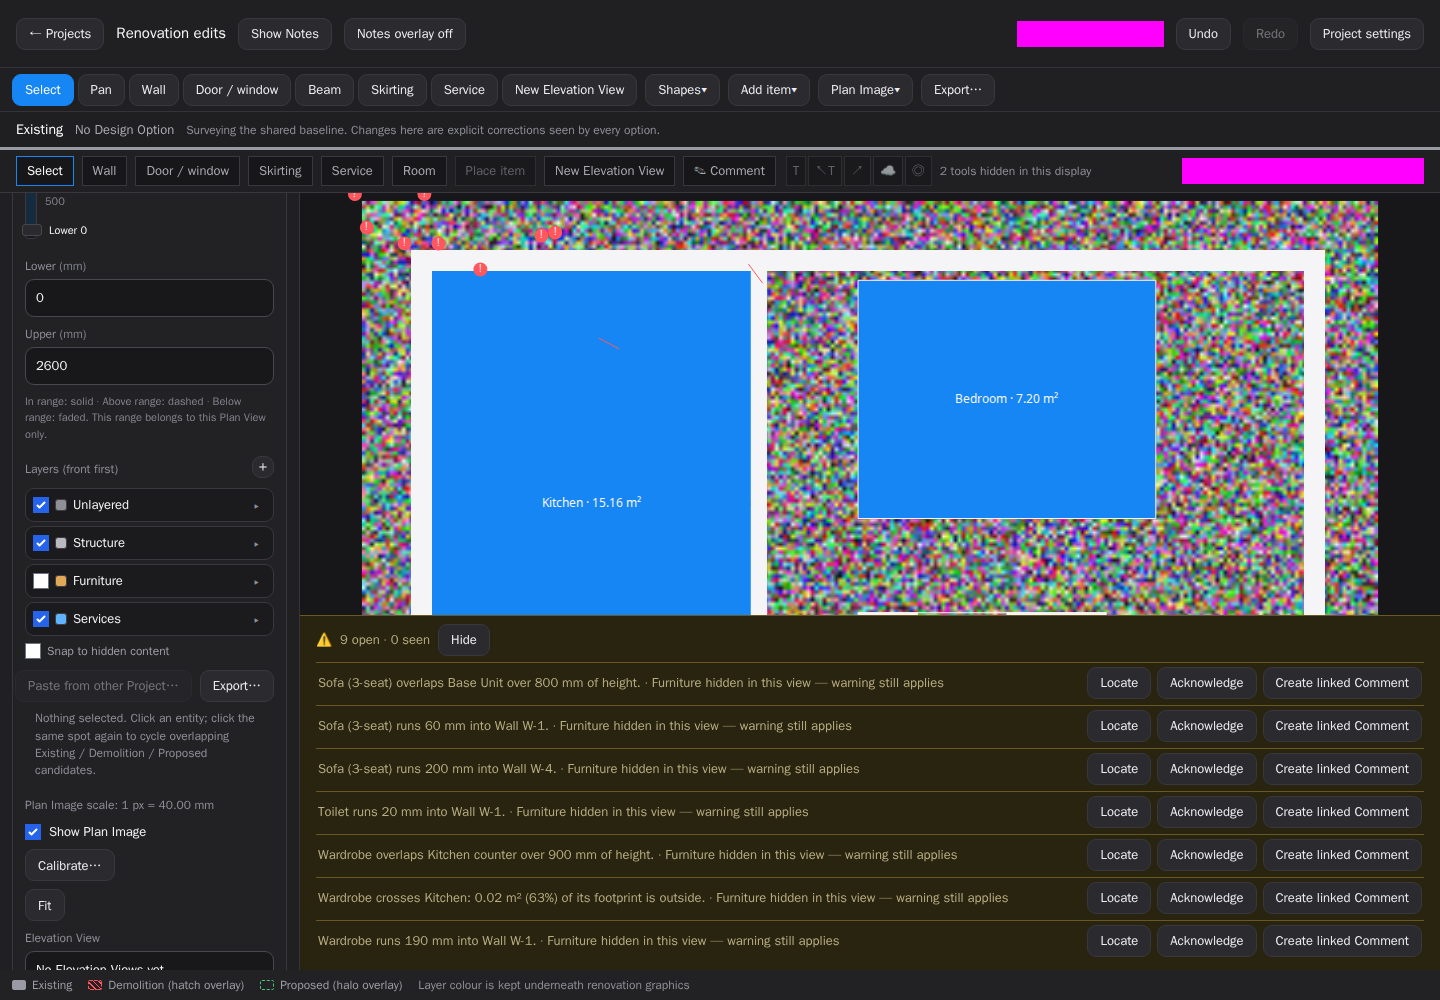 ← Projects
Renovation edits
Show Notes
Notes overlay off
Undo
Redo
Project settings
Select
Pan
Wall
Door / window
Beam
Skirting
Service
New Elevation View
Shapes▾
Add item▾
Plan Image▾
Export···
Existing
No Design Option
Surveying the shared baseline. Changes here are explicit corrections seen by every option.
Select
Wall
Door / window
Skirting
Service
Room
Place item
New Elevation View
✎ Comment
T
↖T
↗
2 tools hidden in this display
500
Lower 0
Lower (mm)
0
Upper (mm)
2600
In range: solid · Above range: dashed · Below
range: faded. This range belongs to this Plan View
only.
Layers (front first)
+
Unlayered
Structure
Furniture
Services
Snap to hidden content
Paste from other Project···
Export···
Nothing selected. Click an entity; click the
same spot again to cycle overlapping
Existing / Demolition / Proposed
candidates.
Plan Image scale: 1 px = 40.00 mm
Show Plan Image
Calibrate···
Fit
Elevation View
No Elevation Views yet
Kitchen · 15.16 m²
Bedroom · 7.20 m²
9 open · 0 seen
Hide
Sofa (3-seat) overlaps Base Unit over 800 mm of height. · Furniture hidden in this view — warning still applies
Locate
Acknowledge
Create linked Comment
Sofa (3-seat) runs 60 mm into Wall W-1. · Furniture hidden in this view — warning still applies
Locate
Acknowledge
Create linked Comment
Sofa (3-seat) runs 200 mm into Wall W-4. · Furniture hidden in this view — warning still applies
Locate
Acknowledge
Create linked Comment
Toilet runs 20 mm into Wall W-1. · Furniture hidden in this view — warning still applies
Locate
Acknowledge
Create linked Comment
Wardrobe overlaps Kitchen counter over 900 mm of height. · Furniture hidden in this view — warning still applies
Locate
Acknowledge
Create linked Comment
Wardrobe crosses Kitchen: 0.02 m² (63%) of its footprint is outside. · Furniture hidden in this view — warning still applies
Locate
Acknowledge
Create linked Comment
Wardrobe runs 190 mm into Wall W-1. · Furniture hidden in this view — warning still applies
Locate
Acknowledge
Create linked Comment
Existing
Demolition (hatch overlay)
Proposed (halo overlay)
Layer colour is kept underneath renovation graphics